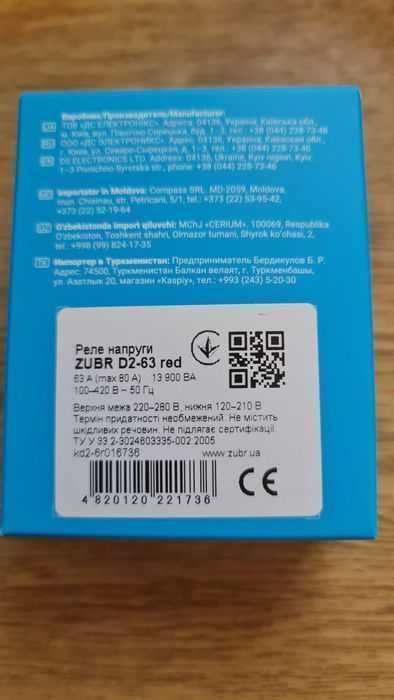 Виробник/Производитель/Manufacturer
UA ТОВ «ДС ЕЛЕКТРОНІКС». Адреса: 04136, Україна, Київська обл.,
м. Київ, вул. Північно-Сирецька, буд. 1–3, тел.: +38 (044) 228-73-46
ООО «ДС ЭЛЕКТРОНИКС». Адрес: 04136, Украина, Киевская обл.,
г. Киев, ул. Северо-Сырецкая, д. 1–3, тел.: +38 (044) 228-73-46
DS ELECTRONICS LTD. Address: 04136, Ukraine, Kyiv region, Kyiv,
1–3 Pivnichno-Syretska str., phone: +38 (044) 228-73-46
Importator in Moldova: Compass SRL. MD-2059, Moldova,
mun. Chisinau, str. Petricani, 5/1, tel.: +373 (22) 53-95-42,
+373 (22) 52-19-64
O'zbekistonda import qiluvchi: MChJ «CERIUM». 100069, Respublika
O'zbekiston, Toshkent shahri, Olmazor tumani, Shyrok ko'chasi, 2,
tel.: +998 (99) 824-17-35
Импортер в Туркменистан: Предприниматель Бердикулов Б. Р.
Адрес: 74500, Туркменистан Балкан велаят, г. Туркменбашы,
ул. Азатлык 20, магазин «Kaspiy», тел.: +993 (243) 5-20-30
Реле напруги
ZUBR D2-63 red
63 А (max 80 А) 13 900 ВА
100–420 В – 50 Гц
Верхня межа 220–280 В, нижня 120–210 В
Термін придатності необмежений. Не містить
шкідливих речовин. Не підлягає сертифікації.
ТУ У 33.2-3024603335-002:2005
kd2-6r016736
www.zubr.ua
4 820120 221736
CE